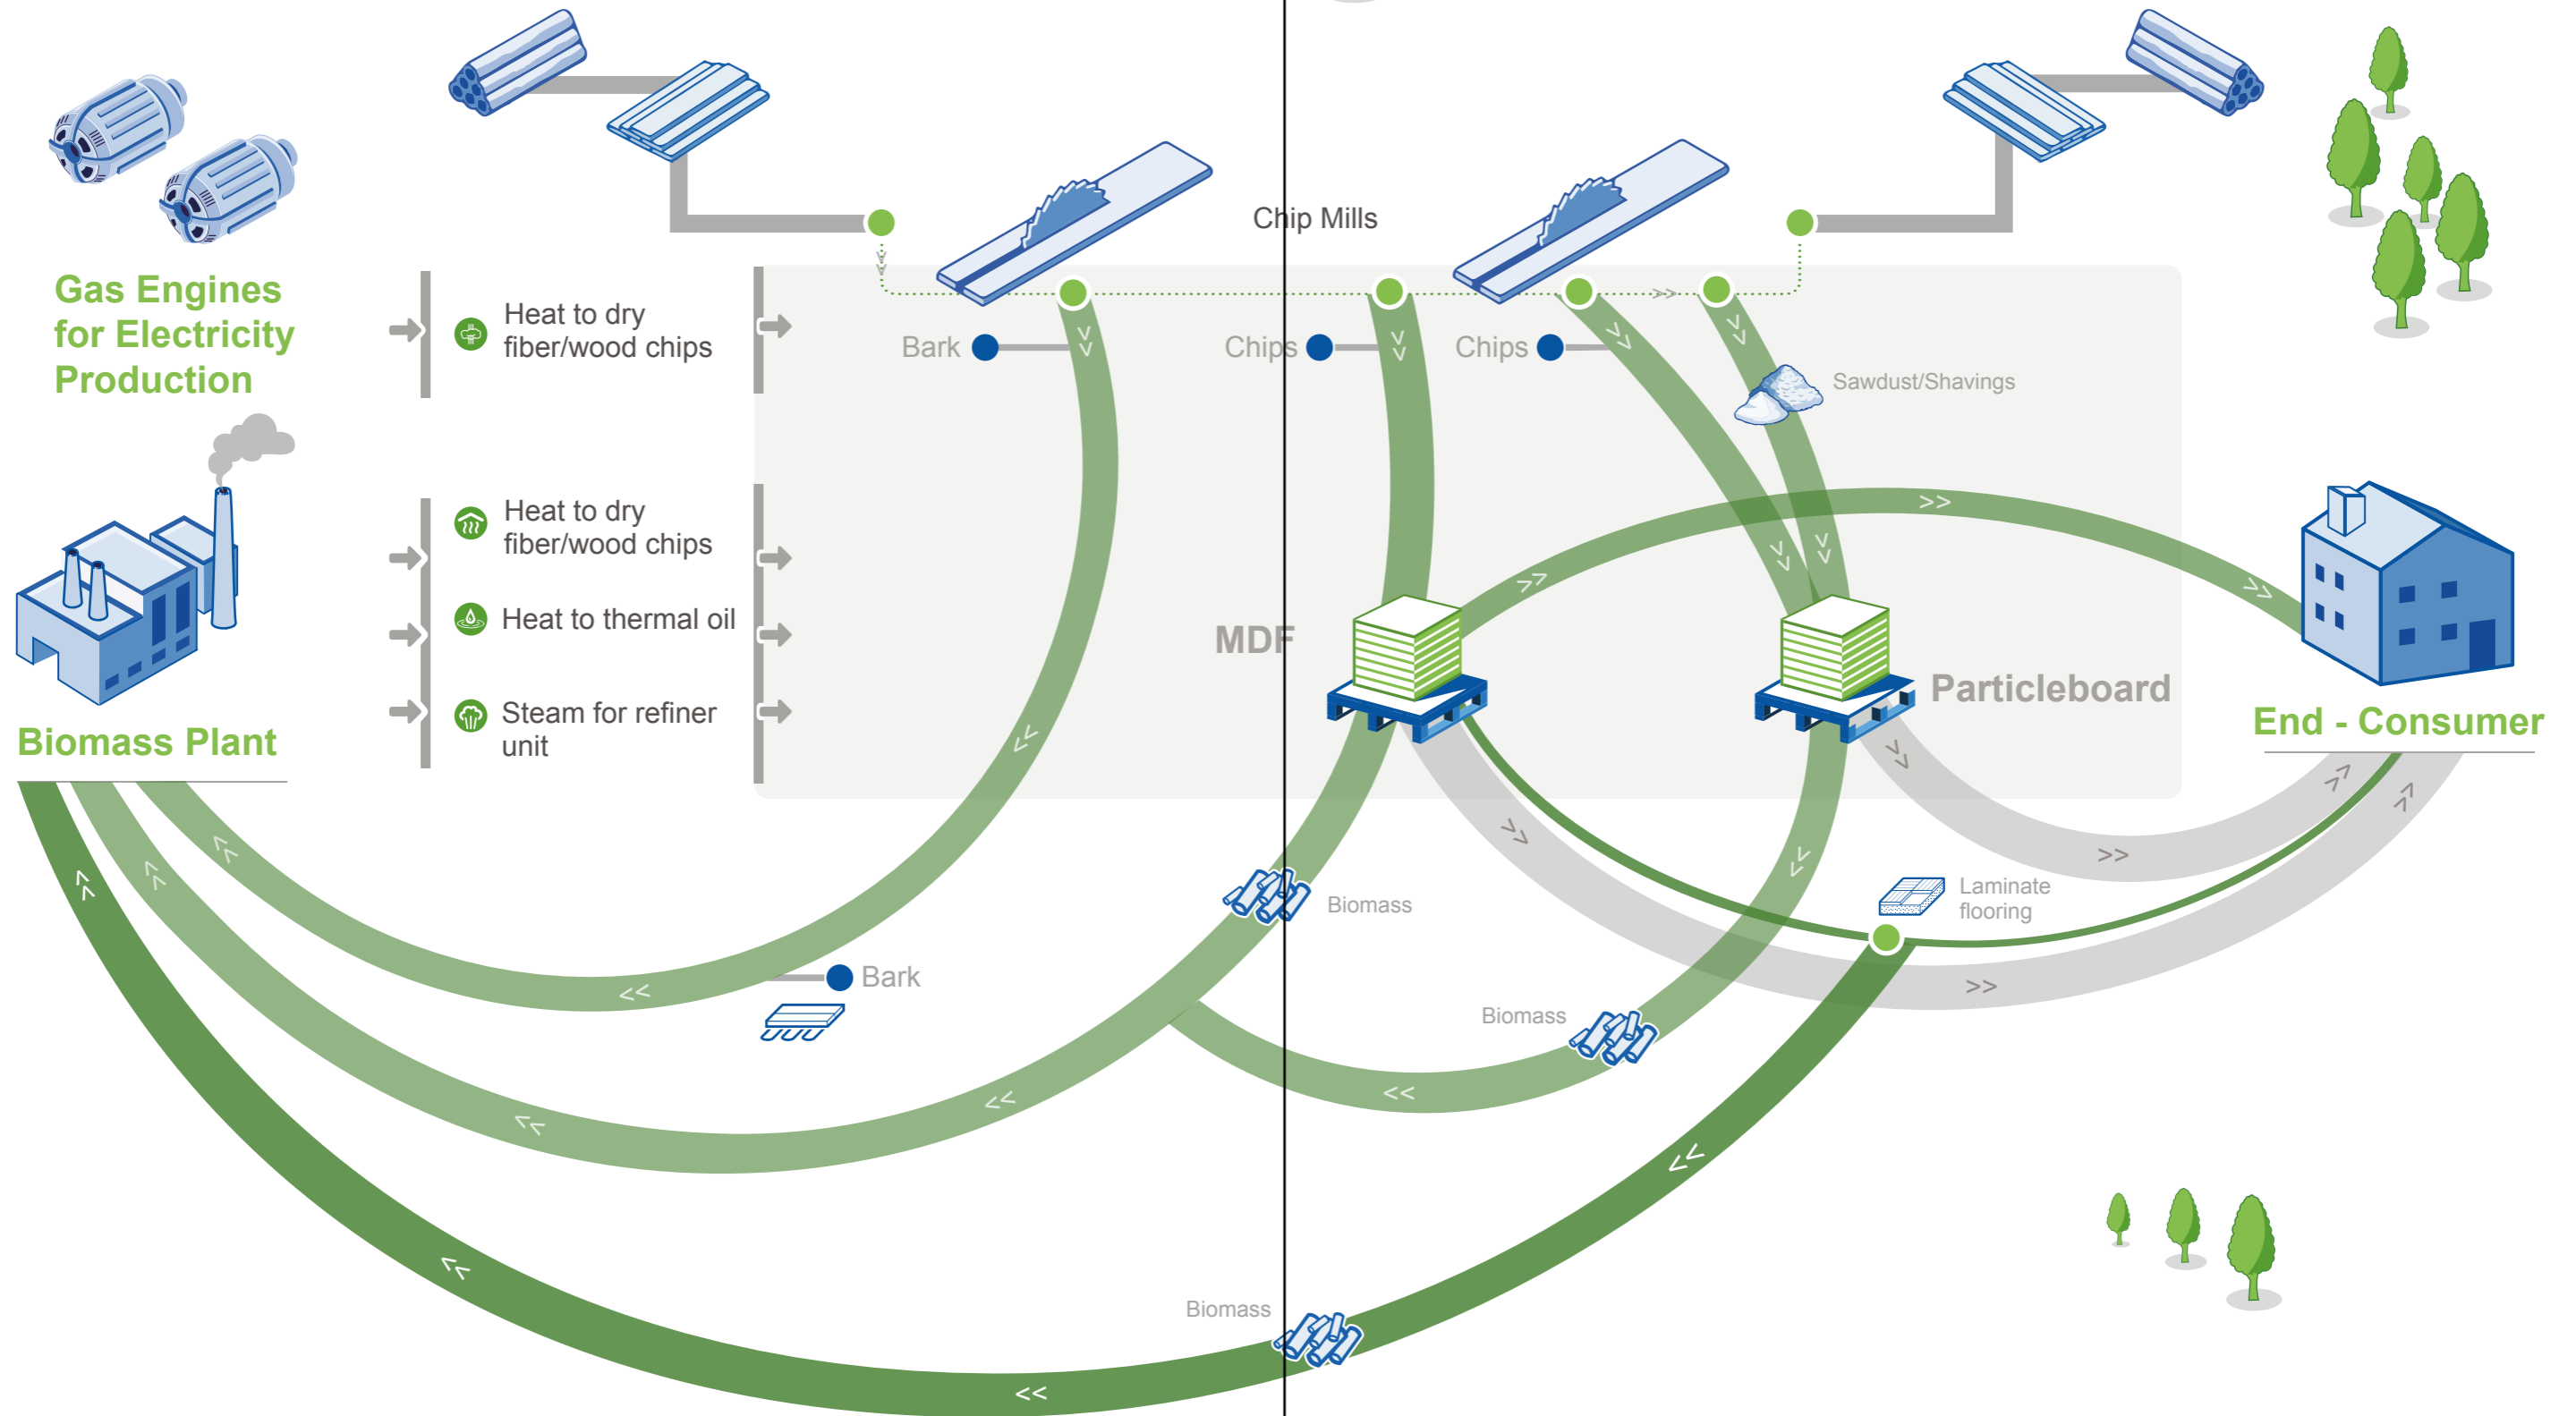 Chip Mills
Gas Engines
for Electricity
Production
Heat to dry
fiber/wood chips
Bark
Chips
Chips
Sawdust/Shavings
Heat to dry
fiber/wood chips
Heat to thermal oil
Steam for refiner
unit
MDF
Particleboard
Biomass Plant
End - Consumer
Biomass
Laminate
flooring
Bark
Biomass
Biomass